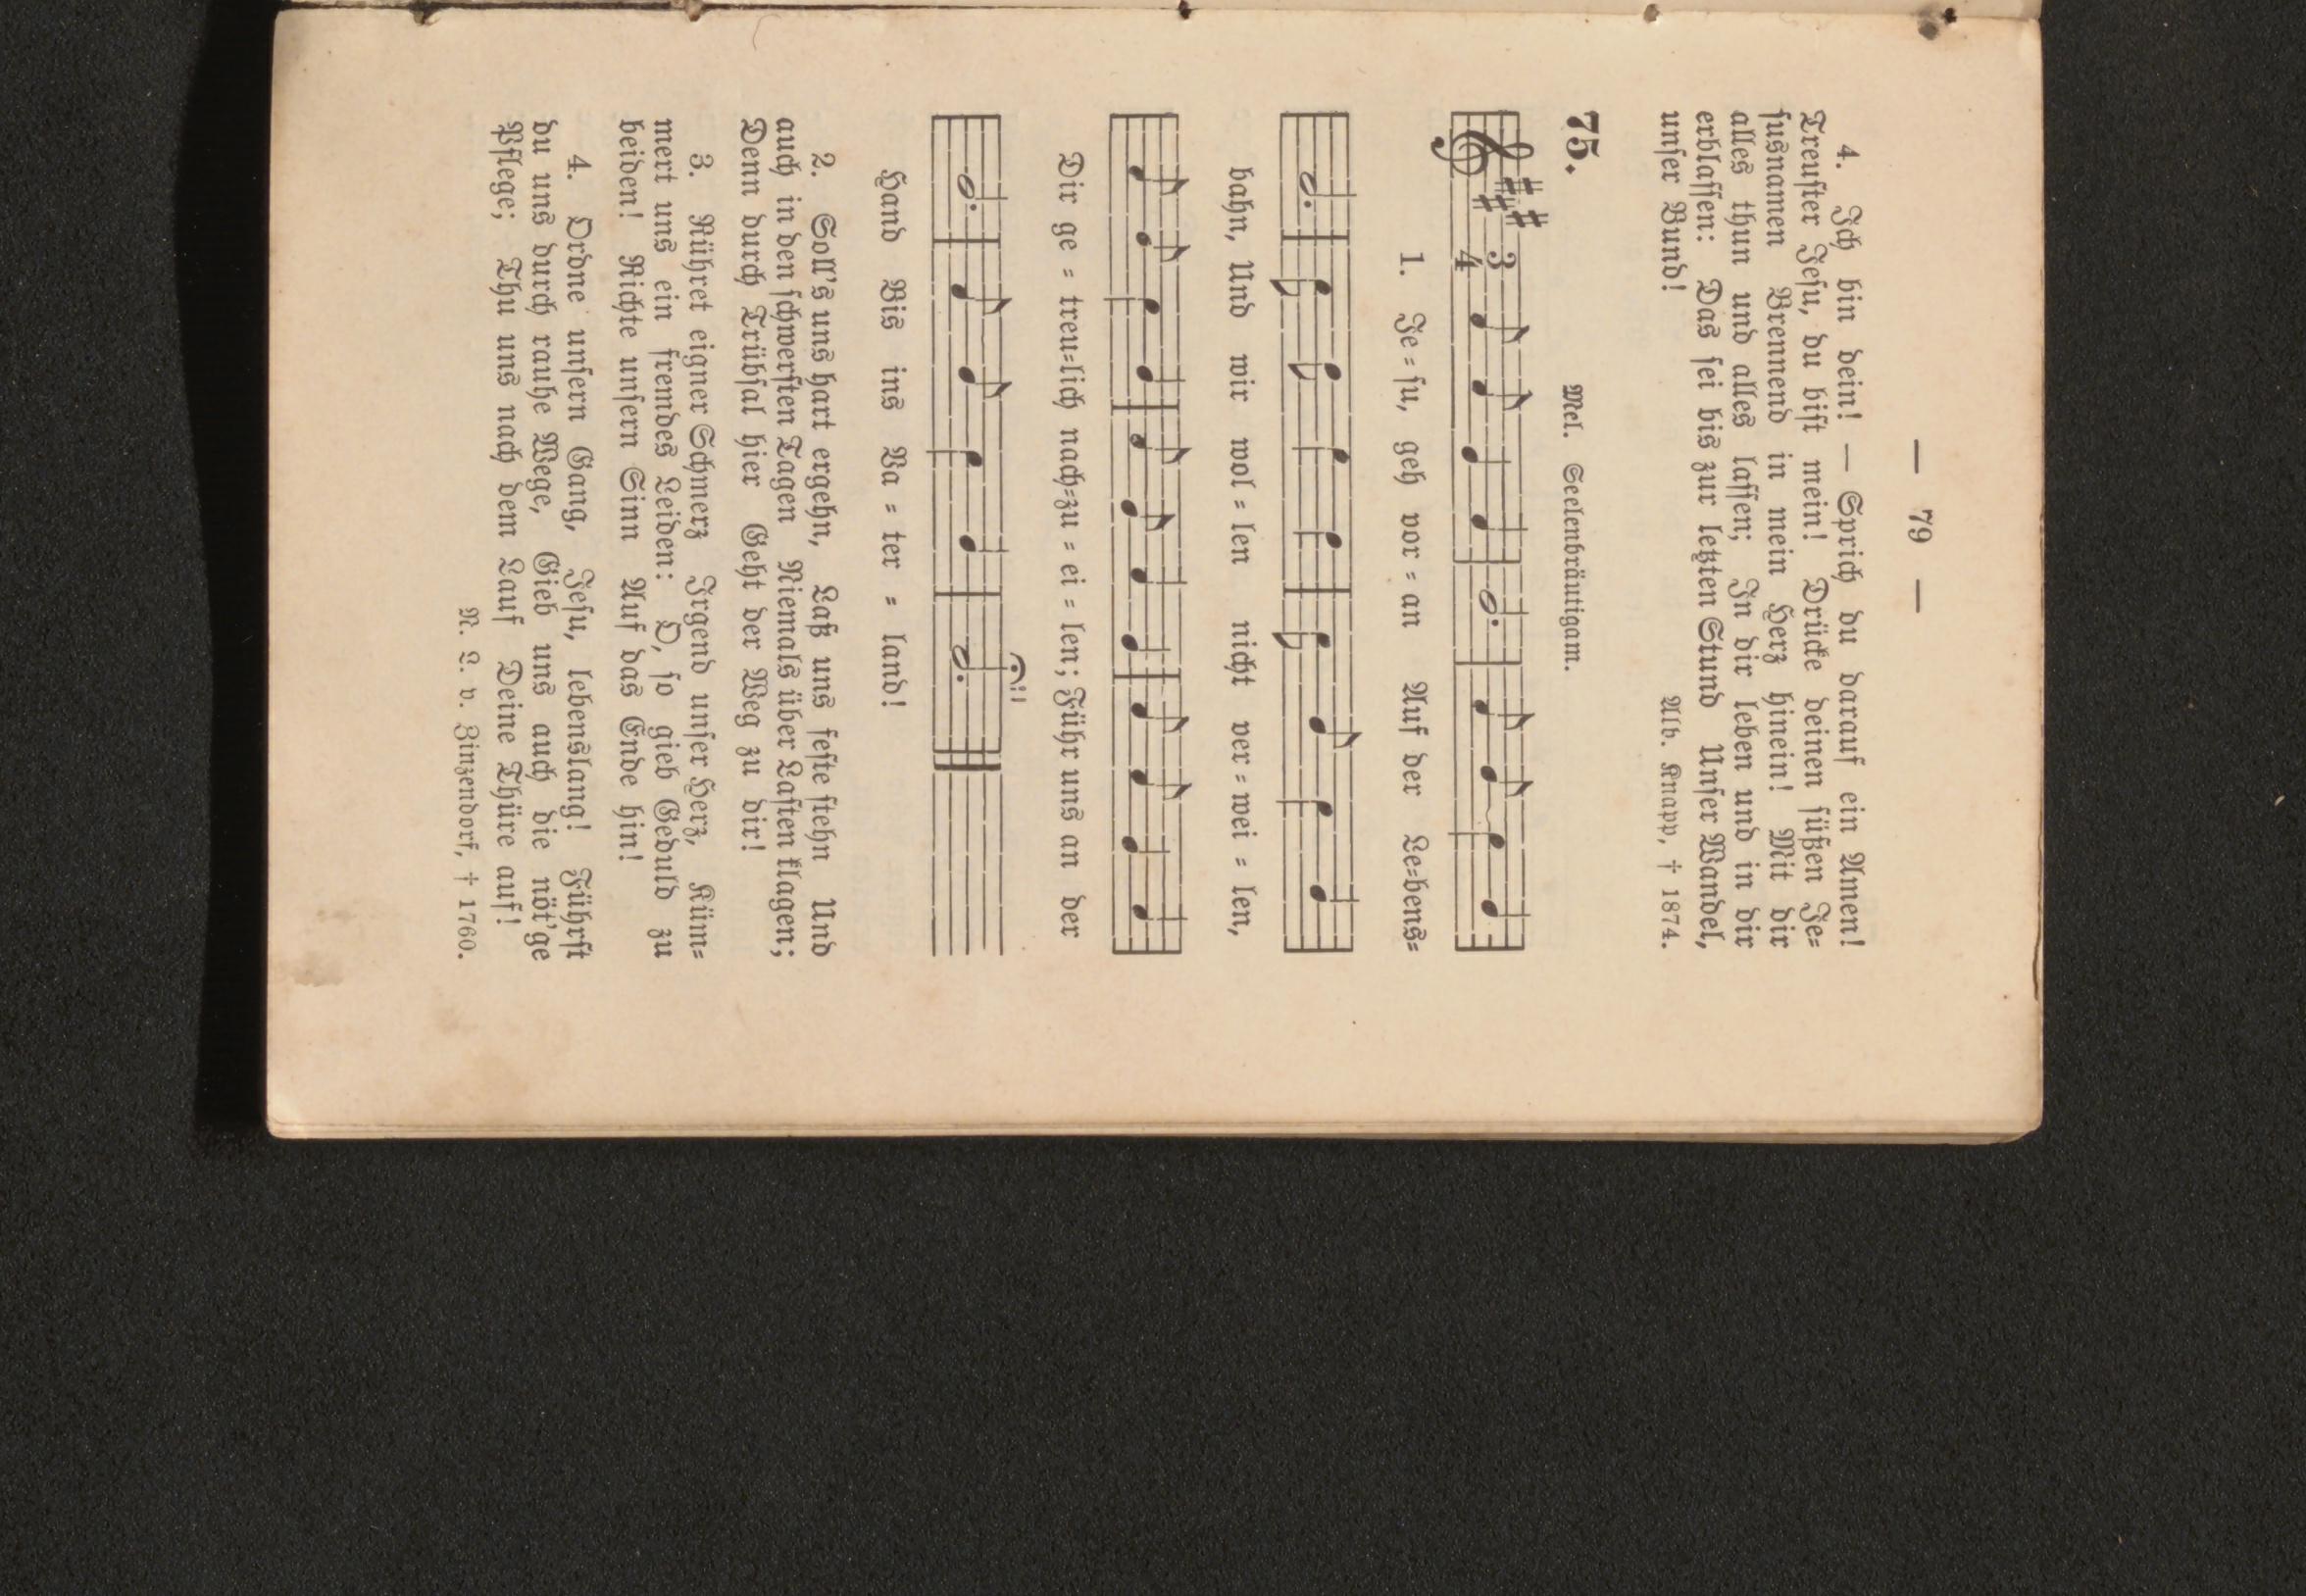 — 79 —
4. Ich bin dein! — Sprich du darauf ein Amen!
Treuſter Jeſu, du biſt mein! Drücke deinen ſüßen Je-
ſusnamen Brennend in mein Herz hinein! Mit dir
alles thun und alles laſſen; In dir leben und in dir
erblaſſen: Das ſei bis zur letzten Stund Unſer Wandel,
unſer Bund!
Alb. Knapp, † 1874.
75.
Mel. Seelenbräutigam.
3
4
1. Je-ſu, geh vor-an Auf der Le-bens-
bahn, Und wir wol-len nicht ver-wei-len,
Dir ge-treu-lich nach-zu-ei-len; Führ uns an der
Hand Bis ins Va-ter-land!
2. Soll's uns hart ergehn, Laß uns feſte ſtehn Und
auch in den ſchwerſten Tagen Niemals über Laſten klagen;
Denn durch Trübſal hier Geht der Weg zu dir!
3. Rühret eigner Schmerz Irgend unſer Herz, Küm-
mert uns ein fremdes Leiden: O, ſo gieb Geduld zu
beiden! Richte unſern Sinn Auf das Ende hin!
4. Ordne unſern Gang, Jeſu, lebenslang! Führſt
du uns durch rauhe Wege, Gieb uns auch die nöt'ge
Pflege; Thu uns nach dem Lauf Deine Thüre auf!
N. L. v. Zinzendorf, † 1760.